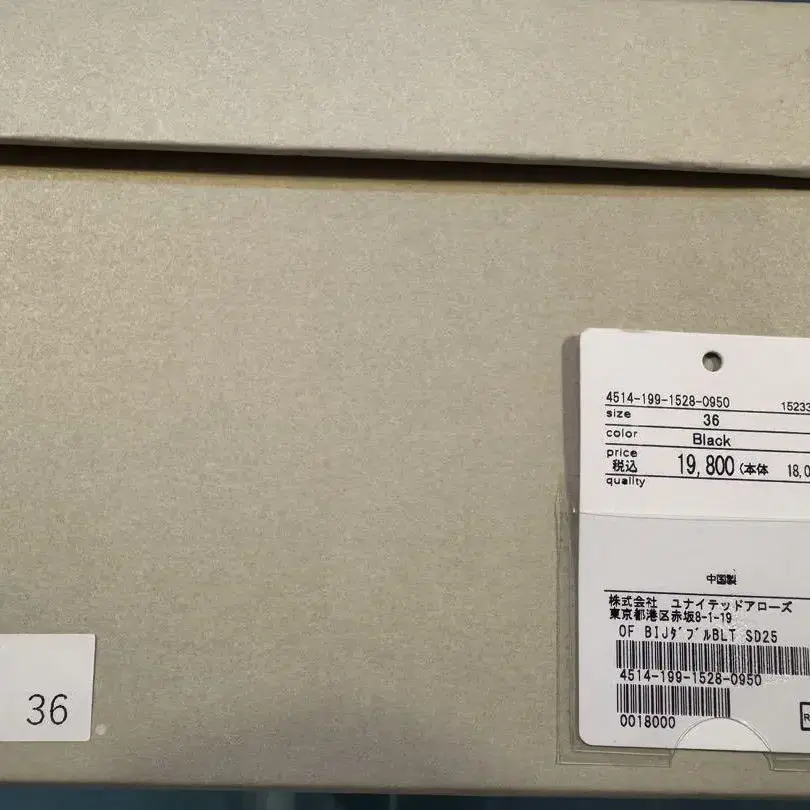 4514-199-1528-0950 15233
size 36
color Black
price
税込 19,800 (本体 18,0
quality
中国製
株式会社 ユナイテッドアローズ
東京都港区赤坂8-1-19
OF BIJダブルBLT SD25
4514-199-1528-0950
0018000
R
36